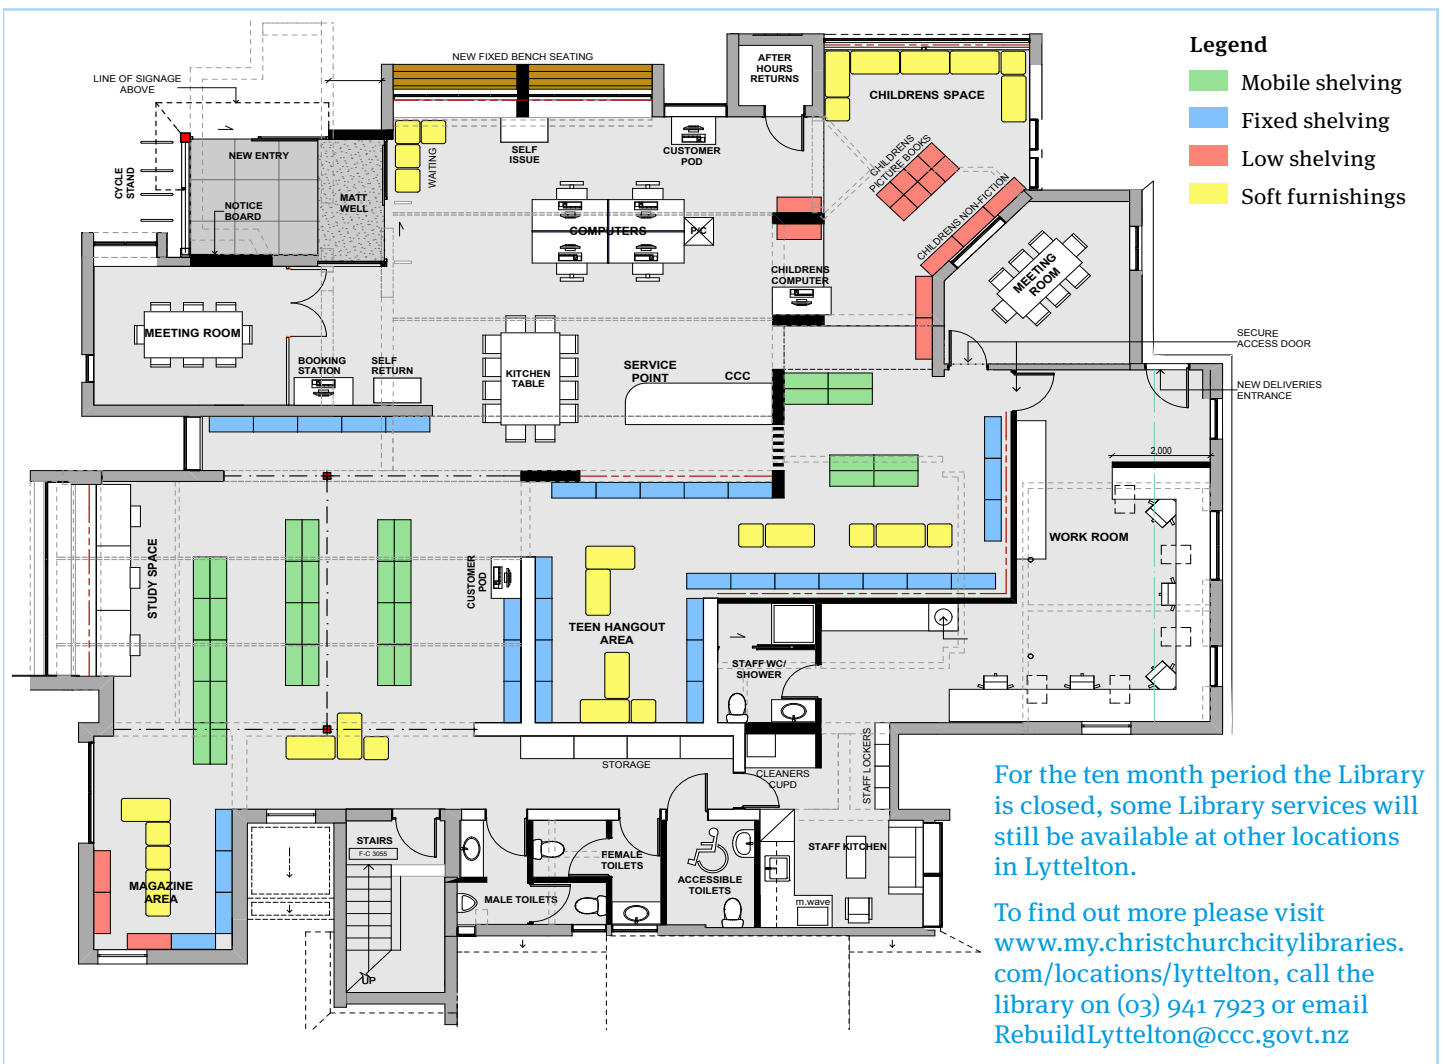 NEW FIXED BENCH SEATING
LINE OF SIGNAGE
ABOVE
AFTER
HOURS
RETURNS
CHILDRENS SPACE
Legend
Mobile shelving
Fixed shelving
Low shelving
Soft furnishings
CYCLE
STAND
NEW ENTRY
NOTICE
BOARD
MATT
WELL
WAITING
SELF
ISSUE
CUSTOMER
POD
CHILDRENS
PICTURE BOOKS
CHILDRENS NON-FICTION
COMPUTERS
P/C
CHILDRENS
COMPUTER
MEETING
ROOM
MEETING ROOM
BOOKING
STATION
SELF
RETURN
KITCHEN
TABLE
SERVICE
POINT
CCC
SECURE
ACCESS DOOR
NEW DELIVERIES
ENTRANCE
2,000
STUDY SPACE
CUSTOMER
POD
TEEN HANGOUT
AREA
WORK ROOM
STAFF WC/
SHOWER
STORAGE
CLEANERS
CUPD
STAFF LOCKERS
STAIRS
F-C 3055
UP
MAGAZINE
AREA
MALE TOILETS
FEMALE
TOILETS
ACCESSIBLE
TOILETS
STAFF KITCHEN
m.wave
For the ten month period the Library
is closed, some Library services will
still be available at other locations
in Lyttelton.
To find out more please visit
www.my.christchurchcitylibraries.
com/locations/lyttelton, call the
library on (03) 941 7923 or email
RebuildLyttelton@ccc.govt.nz